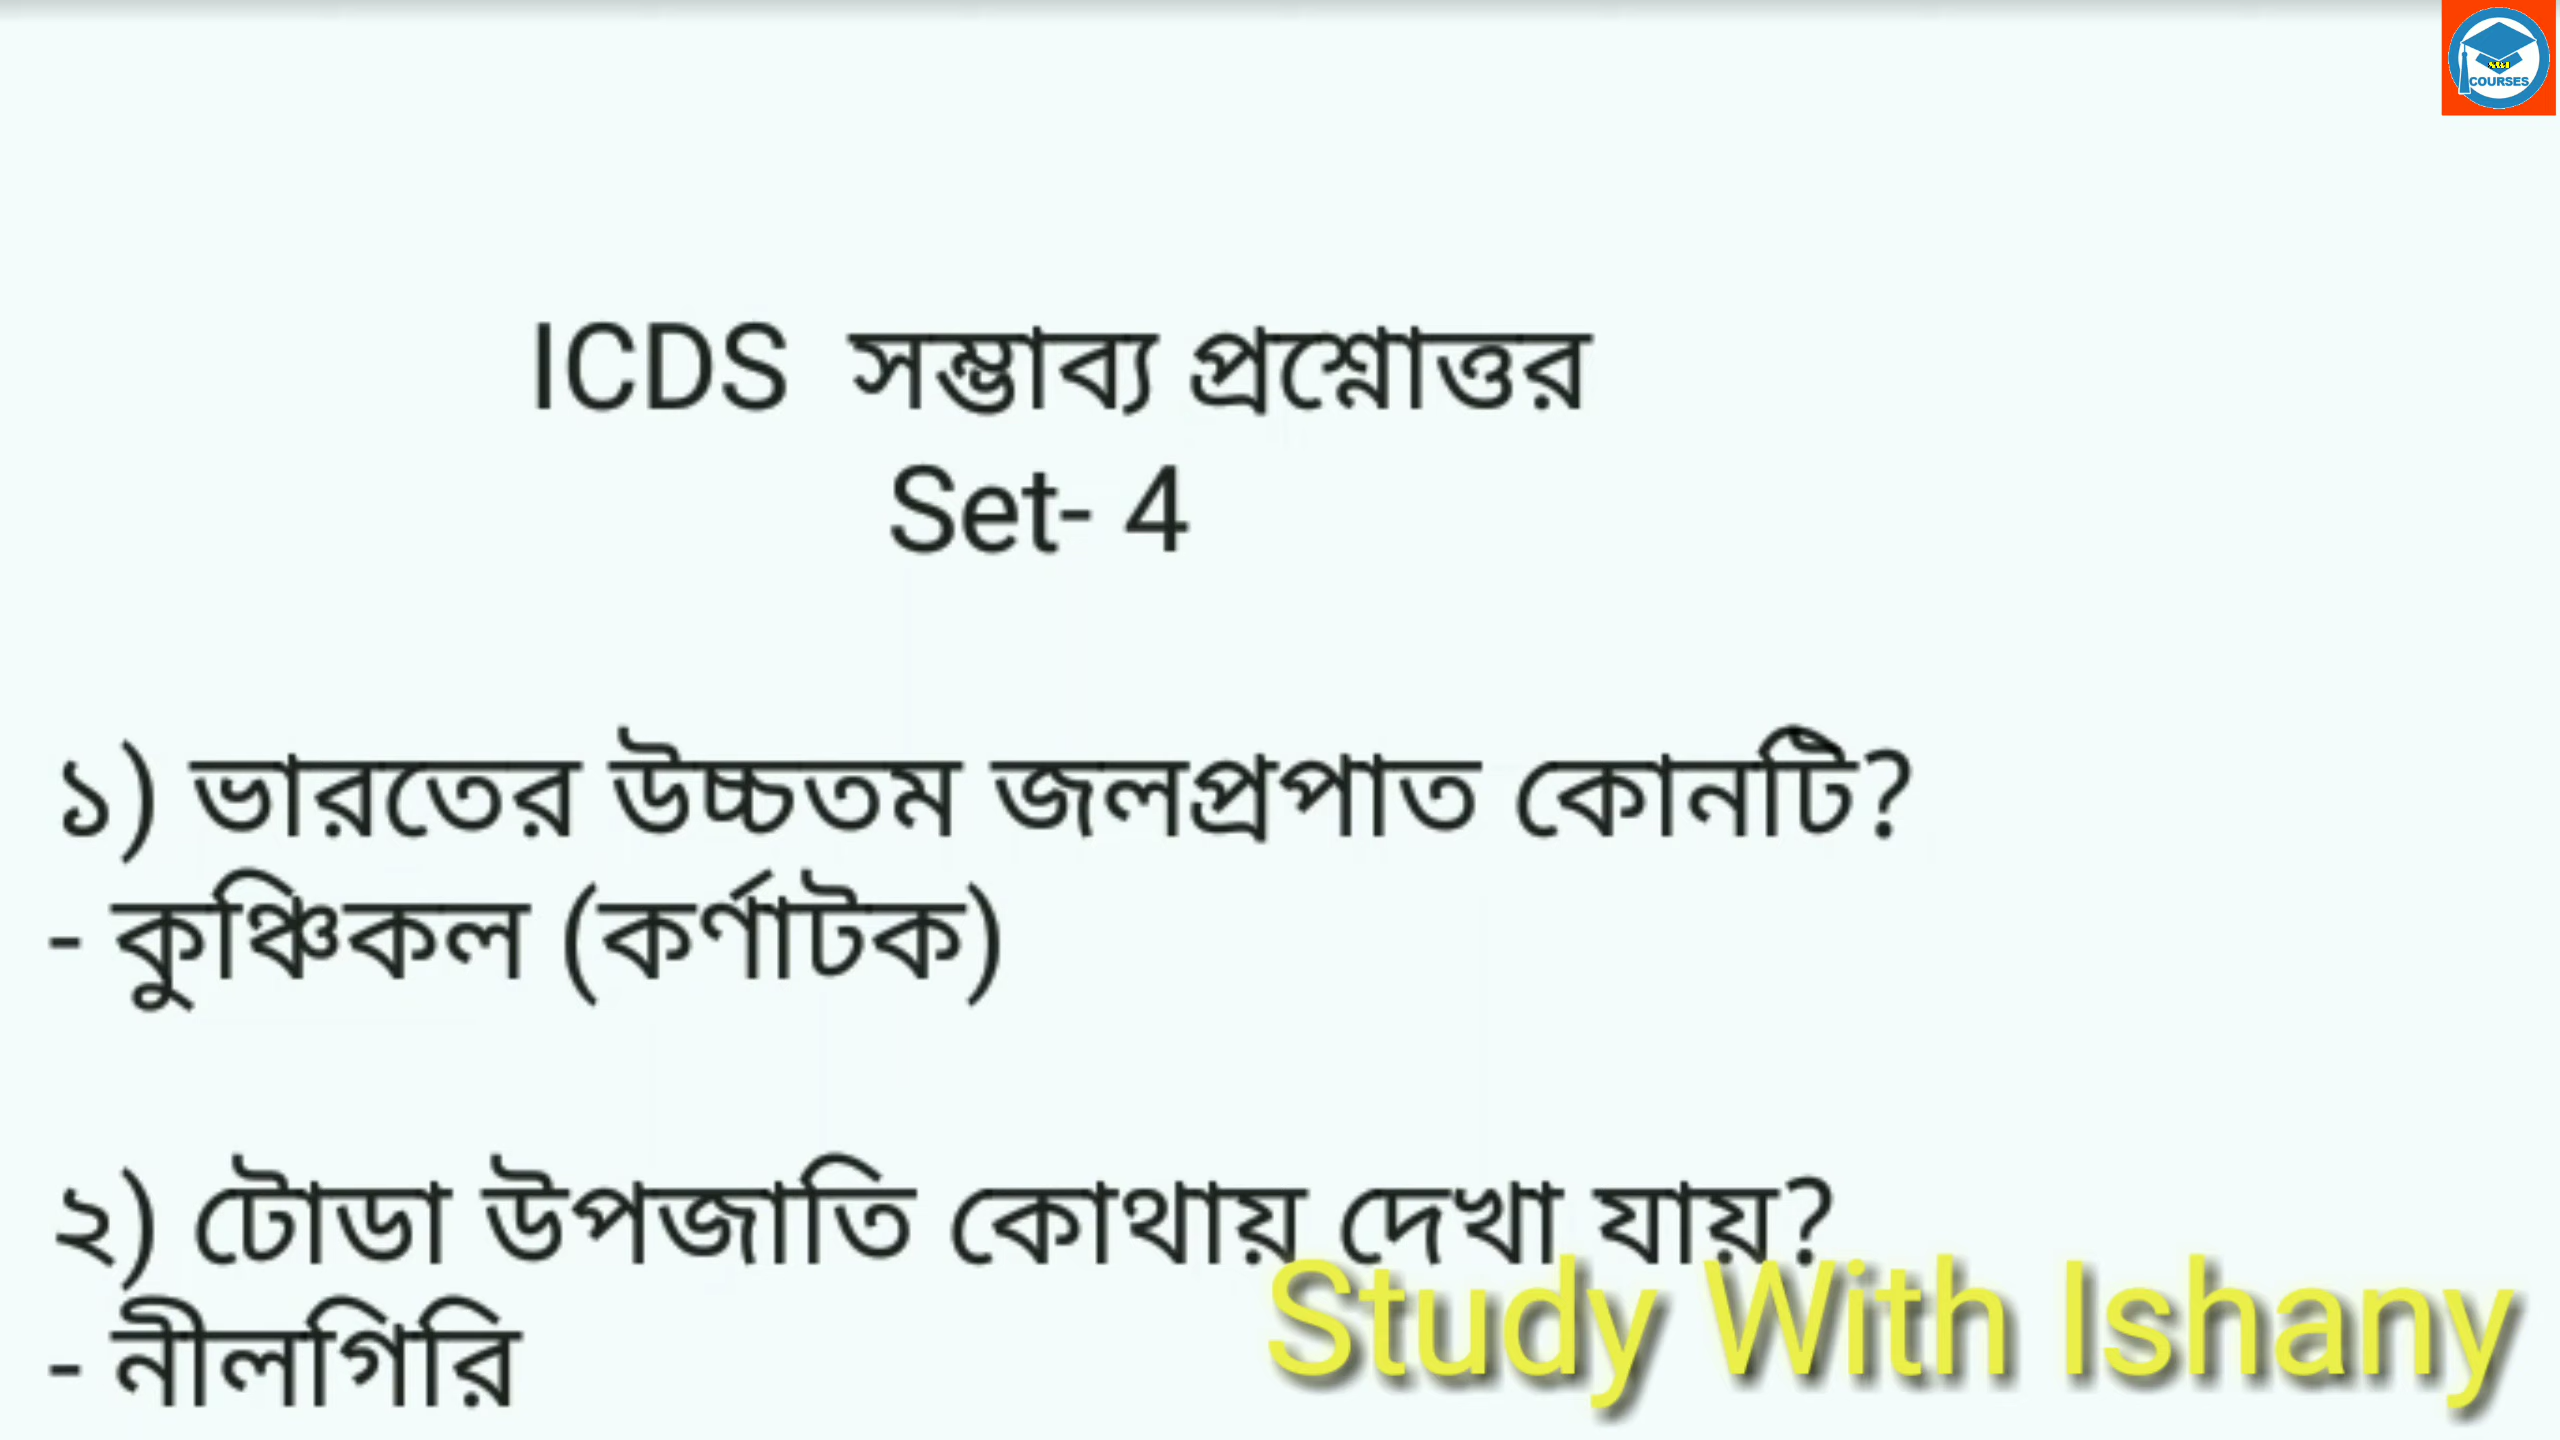 COURSES
ICDS সম্ভাব্য প্রশ্নোত্তর
Set- 4
১) ভারতের উচ্চতম জলপ্রপাত কোনটি?
- কুঞ্চিকল (কর্ণাটক)
২) টোডা উপজাতি কোথায় দেখা যায়?
- নীলগিরি
Study With Ishany